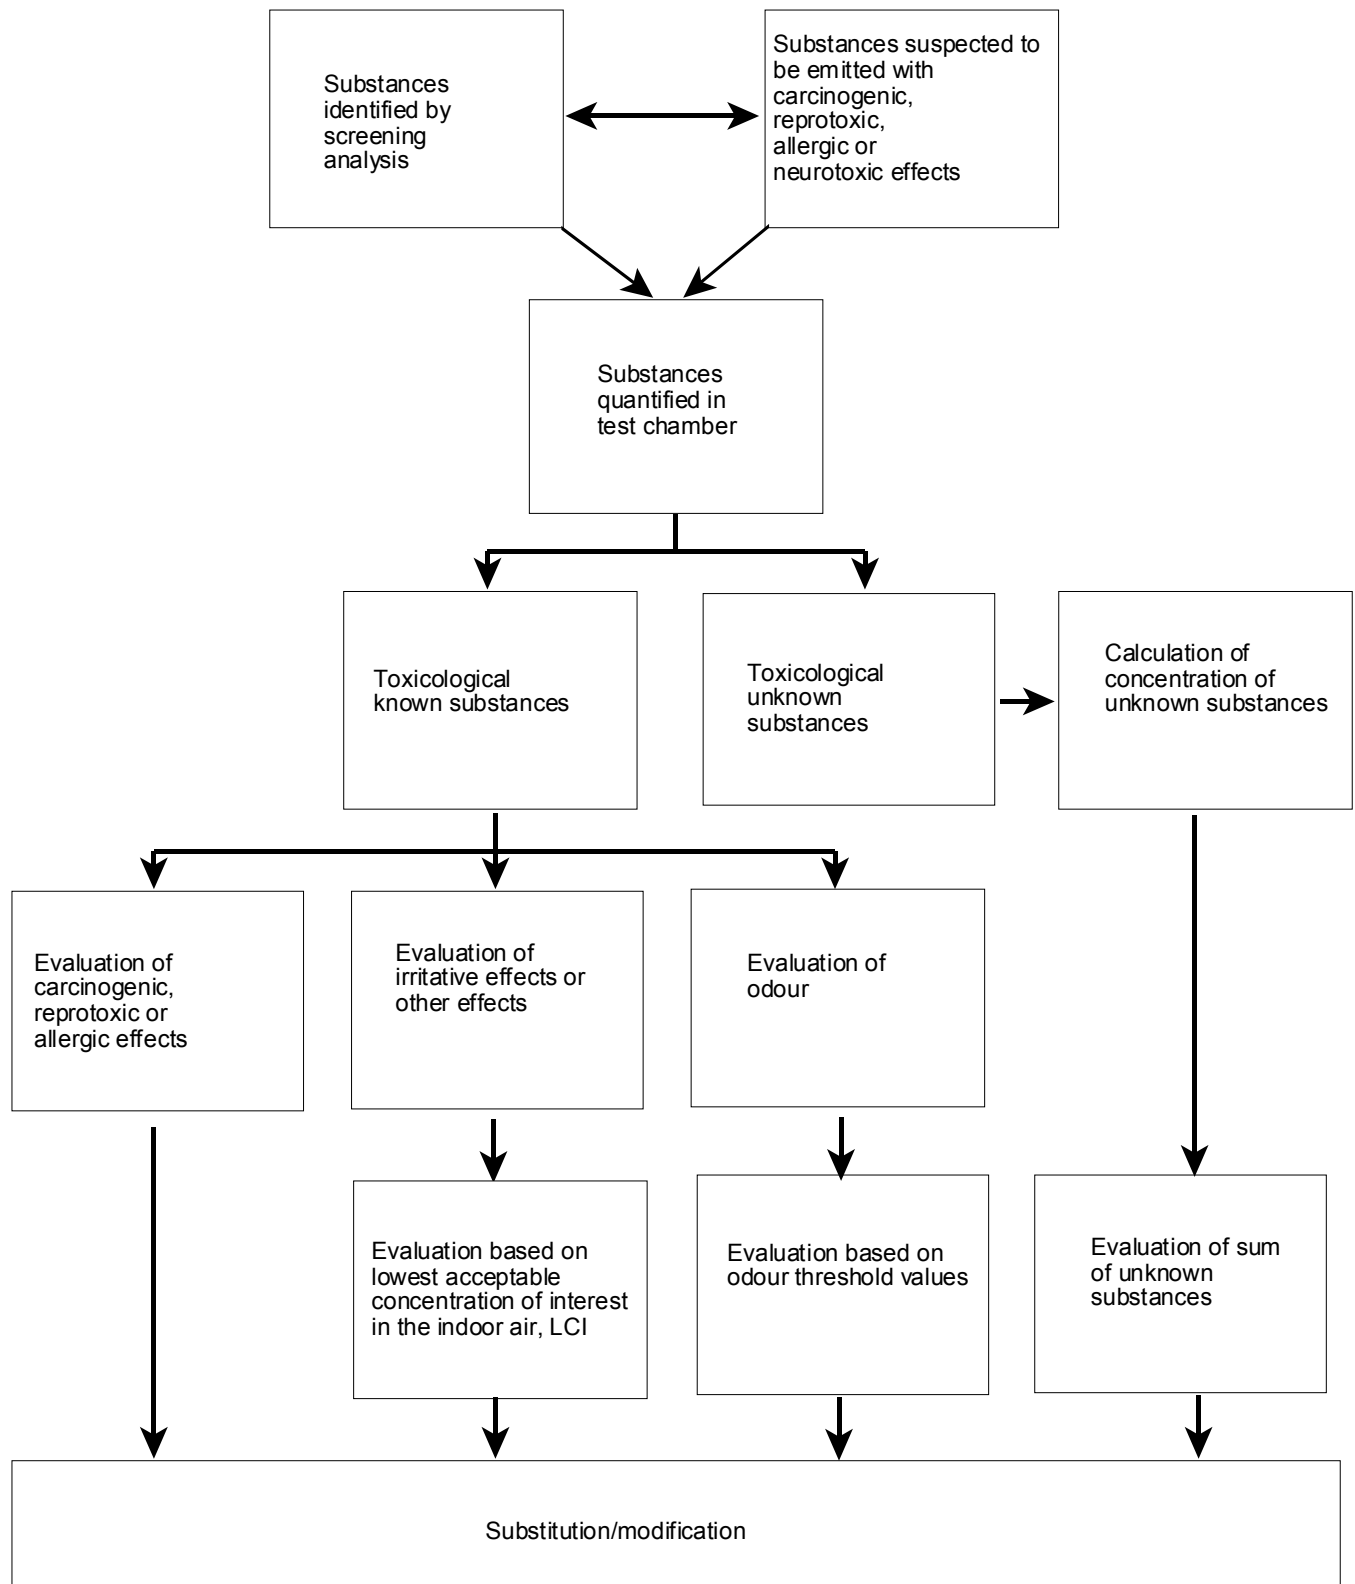 Substances
identified by
screening
analysis
Substances suspected to
be emitted with
carcinogenic,
reprotoxic,
allergic or
neurotoxic effects
Substances
quantified in
test chamber
Toxicological
known substances
Toxicological
unknown
substances
Calculation of
concentration of
unknown substances
Evaluation of
carcinogenic,
reprotoxic or
allergic effects
Evaluation of
irritative effects or
other effects
Evaluation of
odour
Evaluation based on
lowest acceptable
concentration of interest
in the indoor air, LCI
Evaluation based on
odour threshold values
Evaluation of sum
of unknown
substances
Substitution/modification